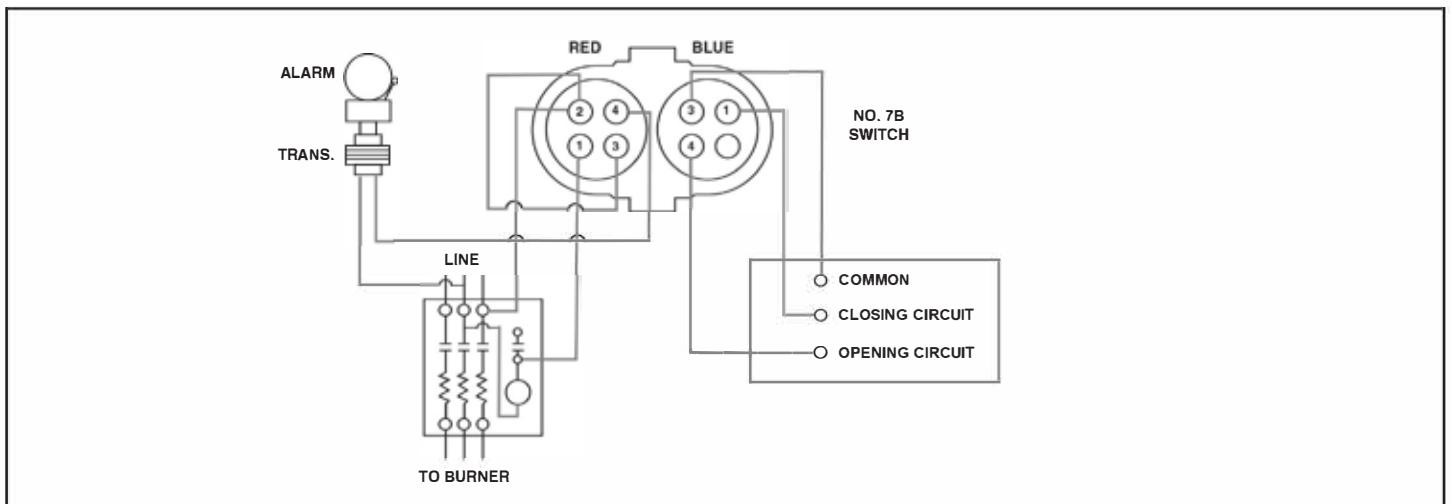 RED
BLUE
ALARM
2
4
3
1
NO. 7B
SWITCH
TRANS.
1
3
4
LINE
COMMON
CLOSING CIRCUIT
OPENING CIRCUIT
TO BURNER